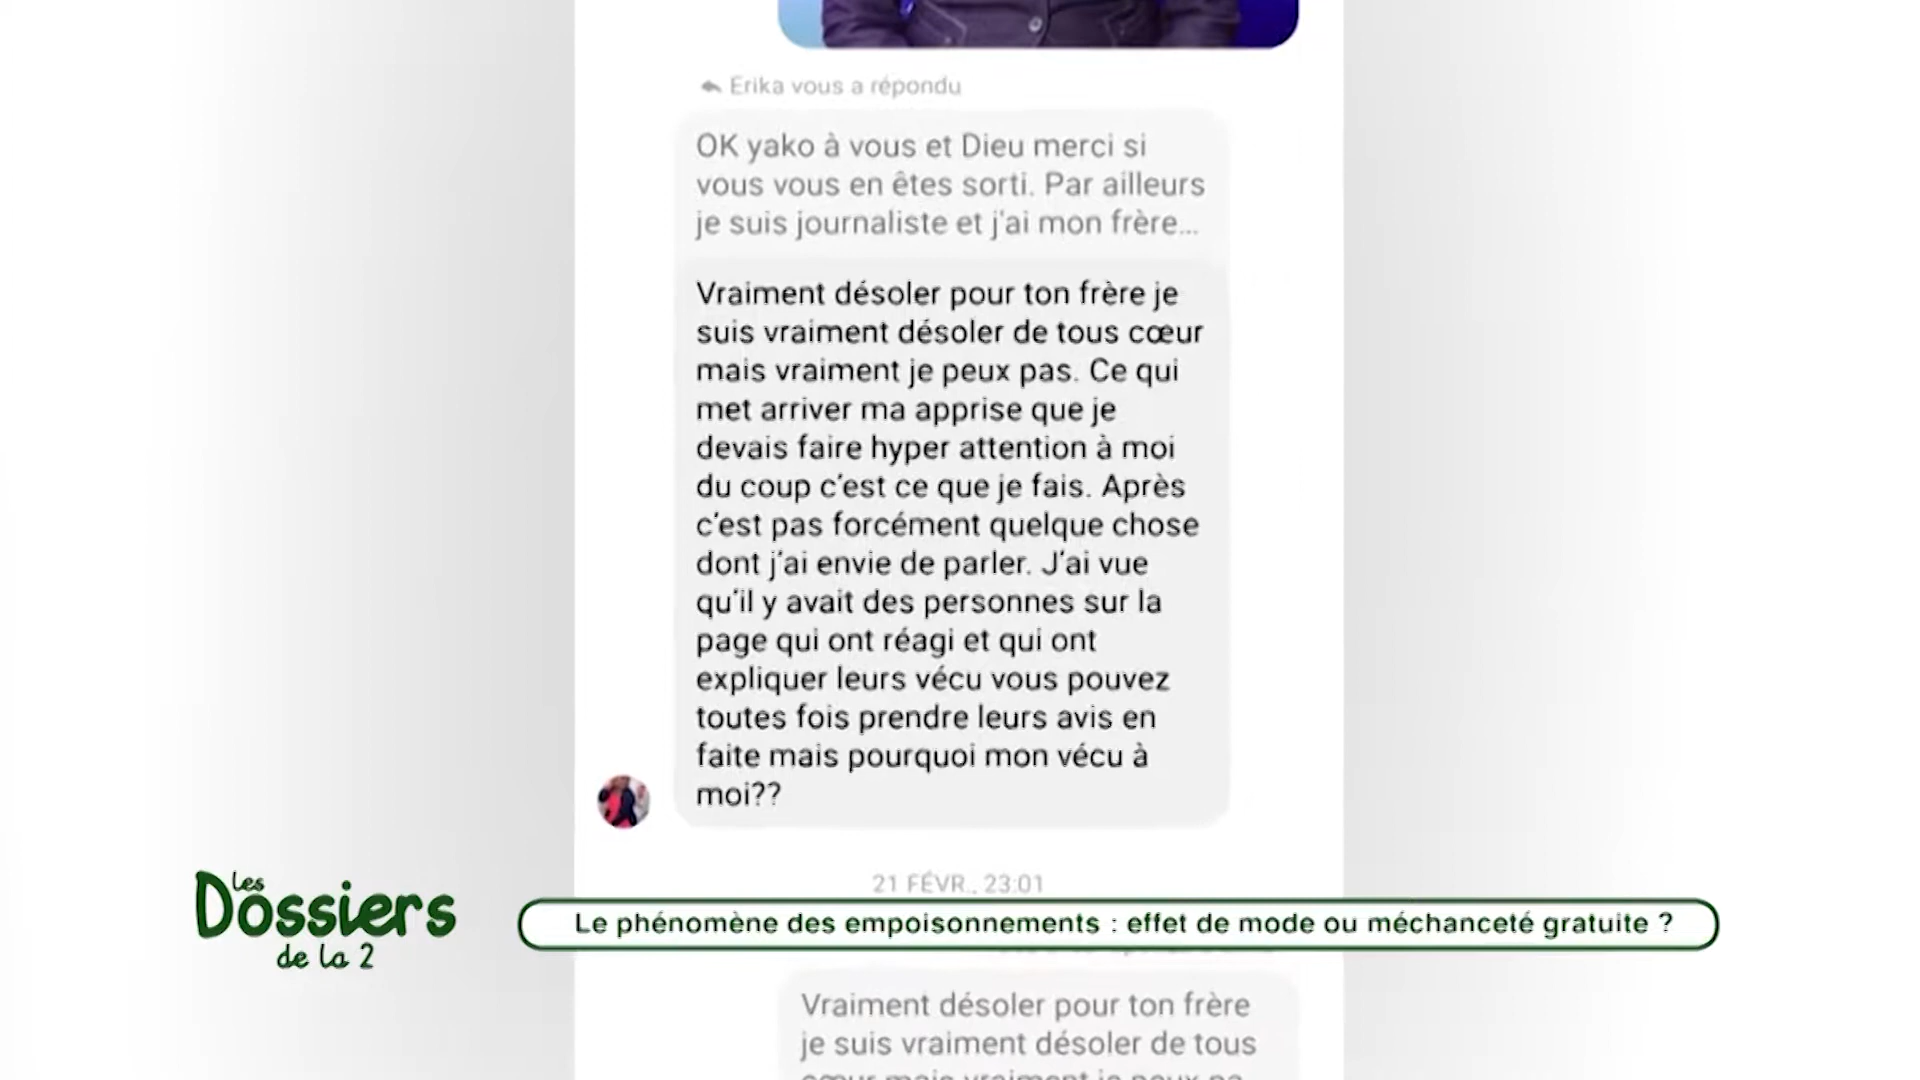 Erika vous a répondu
OK yako à vous et Dieu merci si
vous vous en êtes sorti. Par ailleurs
je suis journaliste et j'ai mon frère...
Vraiment désoler pour ton frère je
suis vraiment désoler de tous cœur
mais vraiment je peux pas. Ce qui
met arriver ma apprise que je
devais faire hyper attention à moi
du coup c'est ce que je fais. Après
c'est pas forcément quelque chose
dont j'ai envie de parler. J'ai vue
qu'il y avait des personnes sur la
page qui ont réagi et qui ont
expliquer leurs vécu vous pouvez
toutes fois prendre leurs avis en
faite mais pourquoi mon vécu à
moi??
21 FÉVR., 23:01
Les
Dossiers
de la 2
Le phénomène des empoisonnements : effet de mode ou méchanceté gratuite ?
Vraiment désoler pour ton frère
je suis vraiment désoler de tous
cœur mais vraiment je peux pa